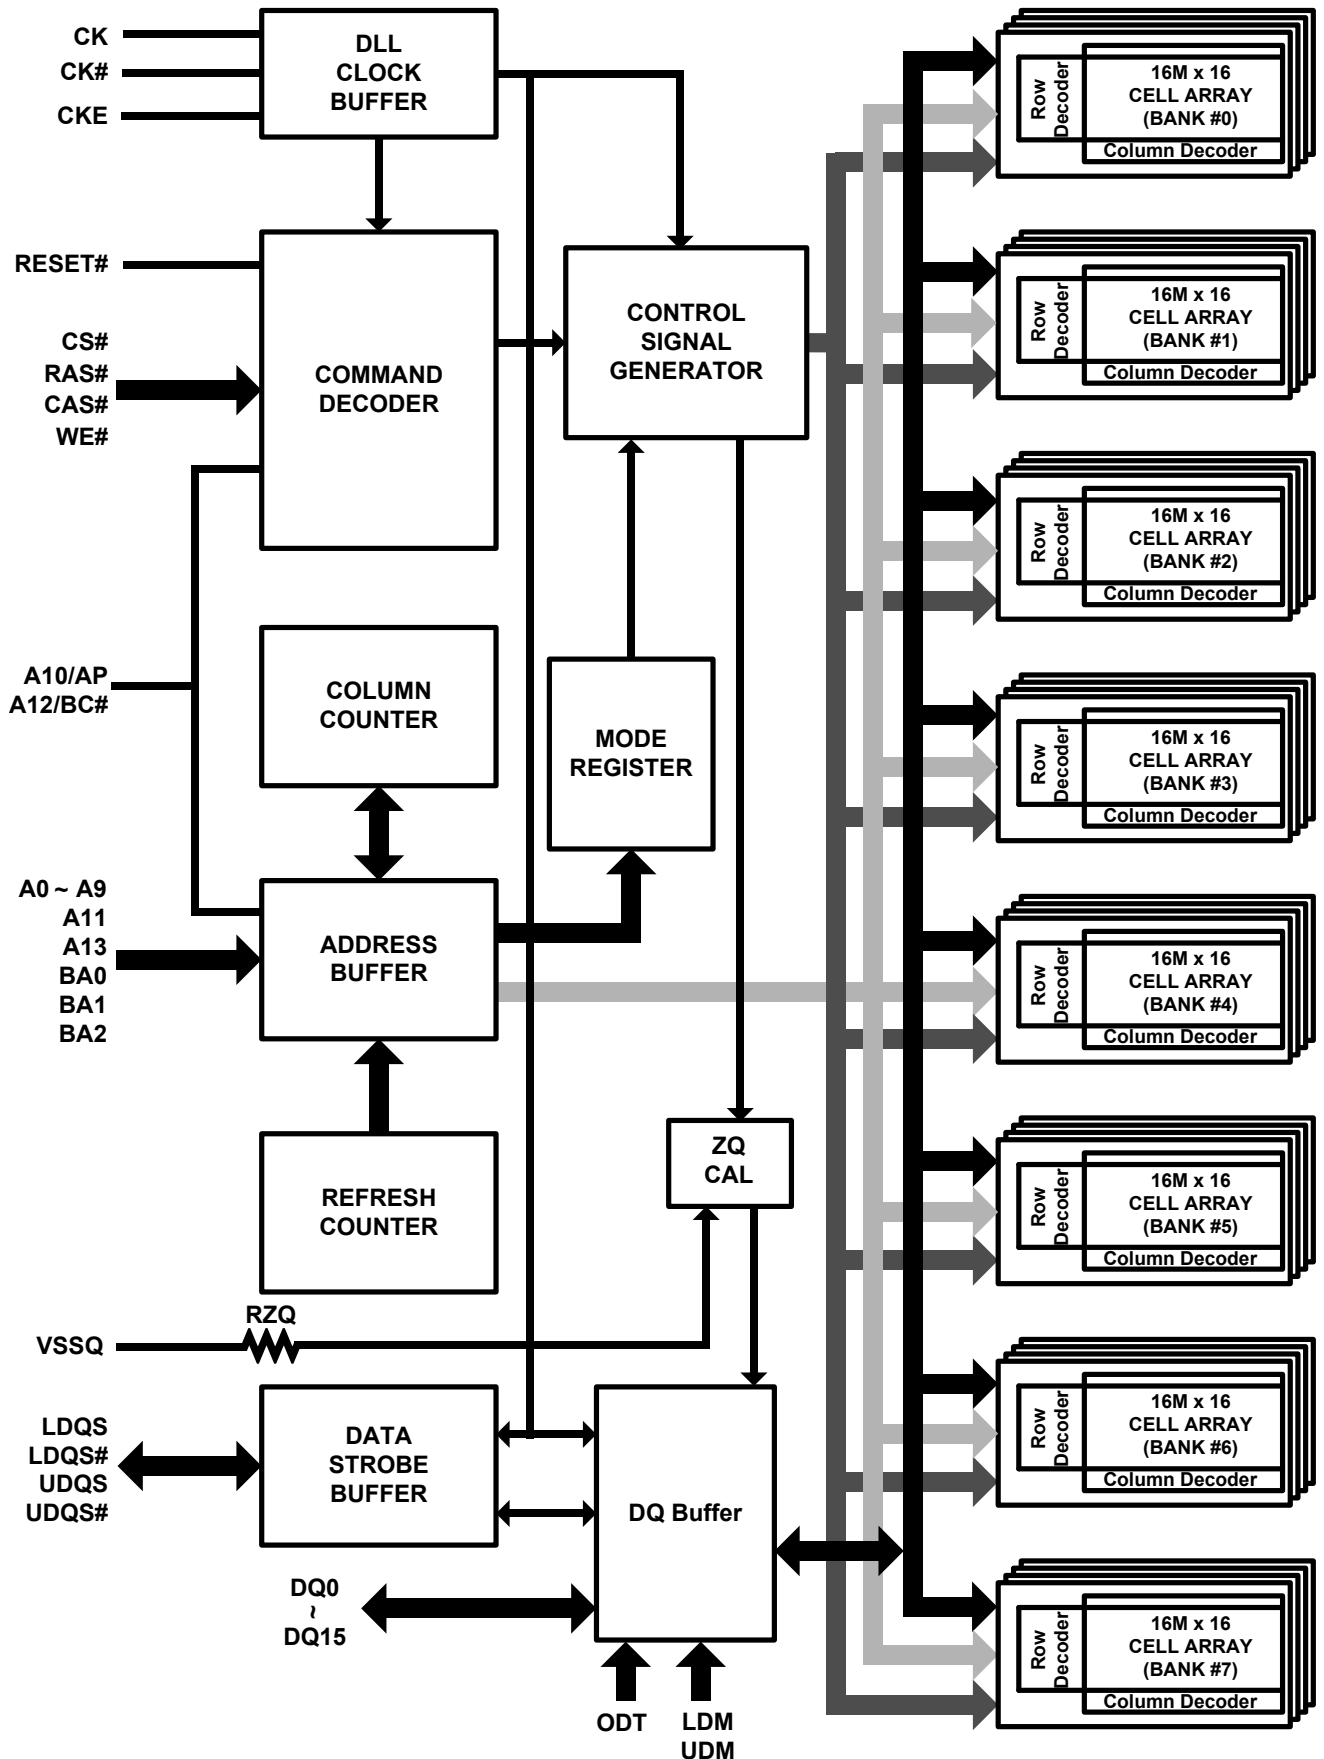 CK
CK#
CKE
DLL
CLOCK
BUFFER
RESET#
CS#
RAS#
CAS#
WE#
COMMAND
DECODER
CONTROL
SIGNAL
GENERATOR
A10/AP
A12/BC#
COLUMN
COUNTER
MODE
REGISTER
A0 ~ A9
A11
A13
BA0
BA1
BA2
ADDRESS
BUFFER
REFRESH
COUNTER
ZQ
CAL
RZQ
VSSQ
LDQS
LDQS#
UDQS
UDQS#
DATA
STROBE
BUFFER
DQ Buffer
DQ0
~
DQ15
ODT
LDM
UDM
Row
Decoder
16M x 16
CELL ARRAY
(BANK #0)
Column Decoder
Row
Decoder
16M x 16
CELL ARRAY
(BANK #1)
Column Decoder
Row
Decoder
16M x 16
CELL ARRAY
(BANK #2)
Column Decoder
Row
Decoder
16M x 16
CELL ARRAY
(BANK #3)
Column Decoder
Row
Decoder
16M x 16
CELL ARRAY
(BANK #4)
Column Decoder
Row
Decoder
16M x 16
CELL ARRAY
(BANK #5)
Column Decoder
Row
Decoder
16M x 16
CELL ARRAY
(BANK #6)
Column Decoder
Row
Decoder
16M x 16
CELL ARRAY
(BANK #7)
Column Decoder